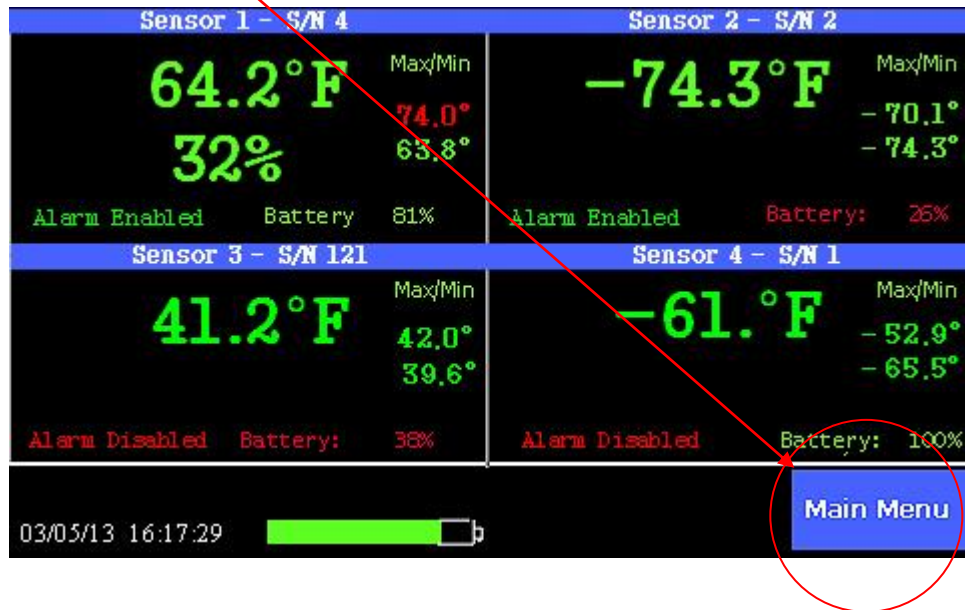 Sensor 1 - S/N 4
64.2°F
Max/Min
74.0°
63.8°
32%
Alarm Enabled Battery 81%
Sensor 2 - S/N 2
-74.3°F
Max/Min
-70.1°
-74.3°
Alarm Enabled Battery: 26%
Sensor 3 - S/N 121
41.2°F
Max/Min
42.0°
39.6°
Alarm Disabled Battery: 38%
Sensor 4 - S/N 1
-61.°F
Max/Min
-52.9°
-65.5°
Alarm Disabled Battery: 100%
03/05/13 16:17:29
Main Menu